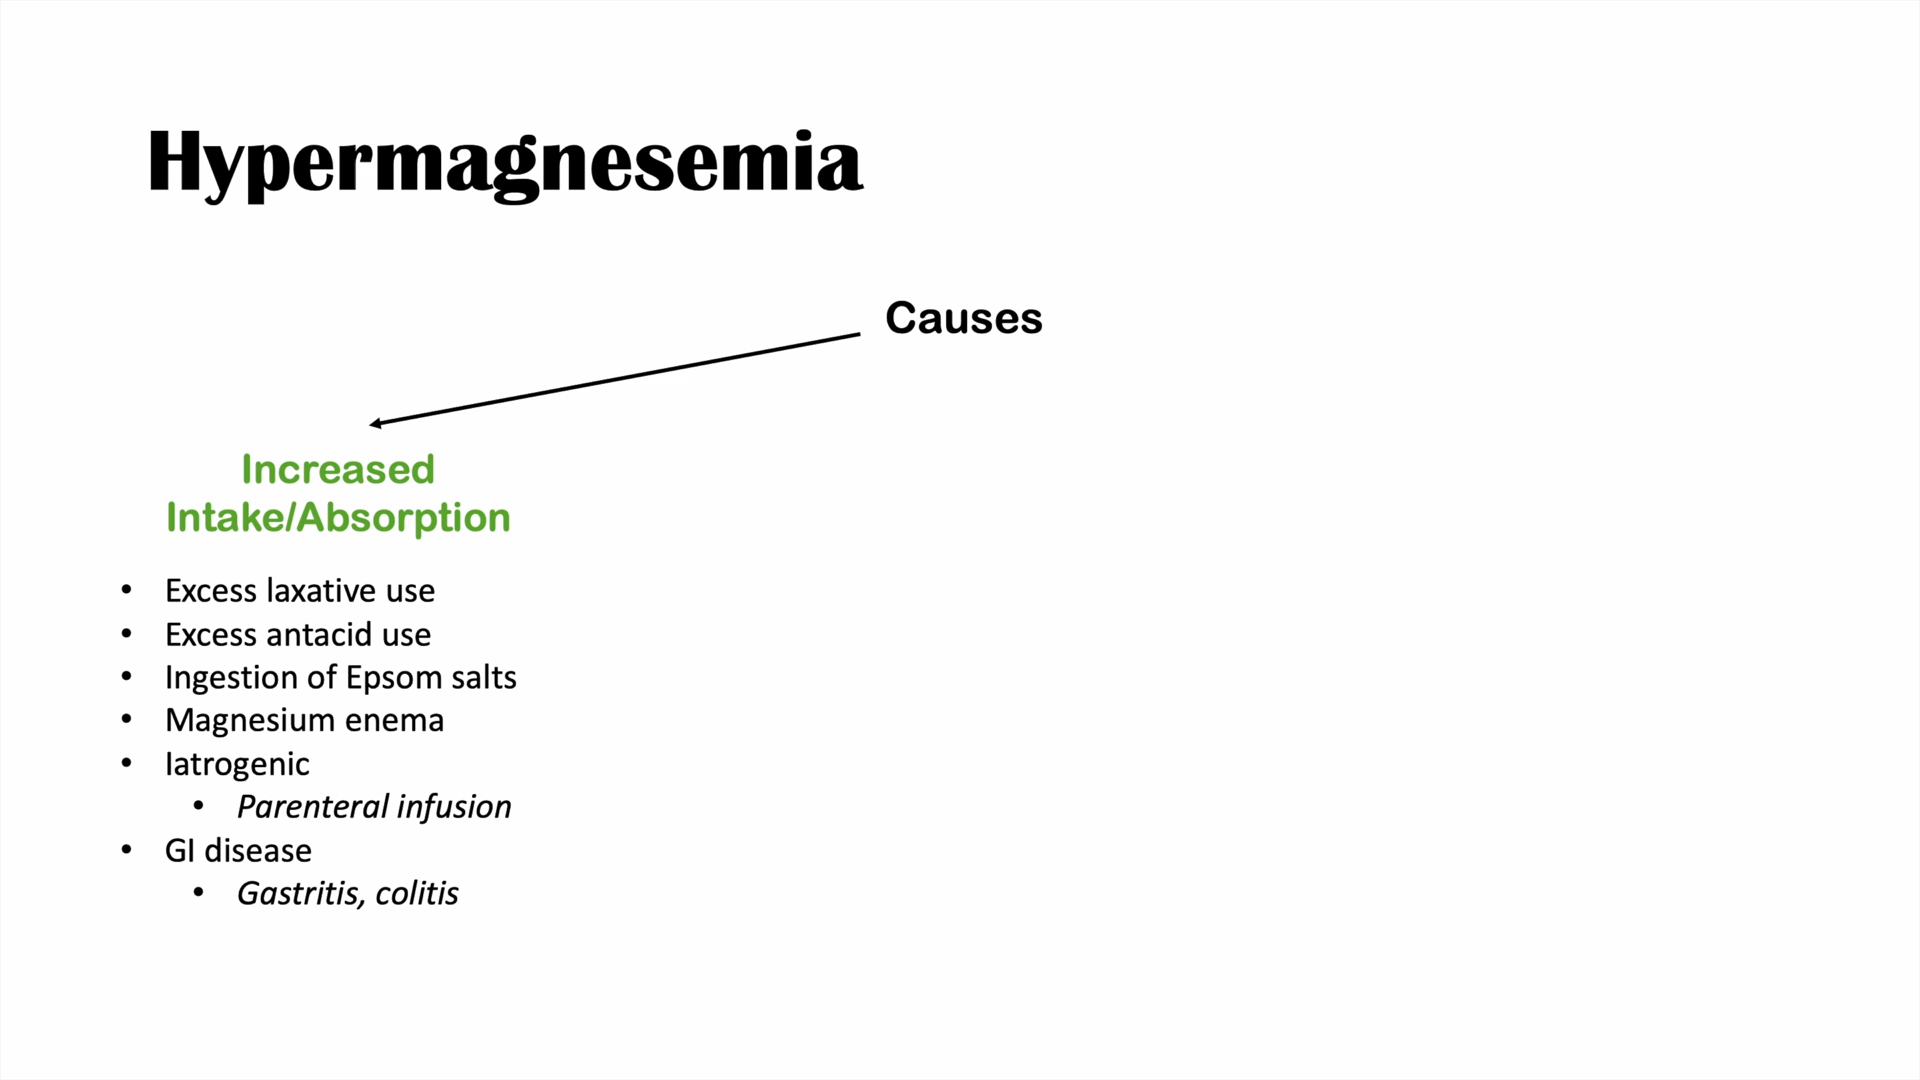 Hypermagnesemia
Causes
Increased
Intake/Absorption
• Excess laxative use
• Excess antacid use
• Ingestion of Epsom salts
• Magnesium enema
• Iatrogenic
• Parenteral infusion
• GI disease
• Gastritis, colitis